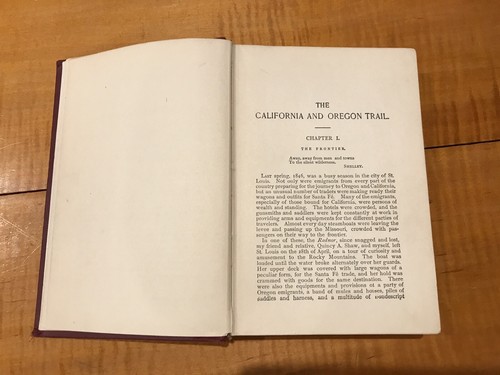 THE
CALIFORNIA AND OREGON TRAIL.
CHAPTER I.
THE FRONTIER.
Away, away from men and towns
To the silent wilderness.
SHELLEY.
LAST spring, 1846, was a busy season in the city of St.
Louis. Not only were emigrants from every part of the
country preparing for the journey to Oregon and California,
but an unusual number of traders were making ready their
wagons and outfits for Santa Fé. Many of the emigrants,
especially of those bound for California, were persons of
wealth and standing. The hotels were crowded, and the
gunsmiths and saddlers were kept constantly at work in
providing arms and equipments for the different parties of
travelers. Almost every day steamboats were leaving the
levee and passing up the Missouri, crowded with pas-
sengers on their way to the frontier.
In one of these, the Radnor, since snagged and lost,
my friend and relative, Quincy A. Shaw, and myself, left
St. Louis on the 28th of April, on a tour of curiosity and
amusement to the Rocky Mountains. The boat was
loaded until the water broke alternately over her guards.
Her upper deck was covered with large wagons of a
peculiar form, for the Santa Fé trade, and her hold was
crammed with goods for the same destination. There
were also the equipments and provisions of a party of
Oregon emigrants, a band of mules and horses, piles of
saddles and harness, and a multitude of nondescript